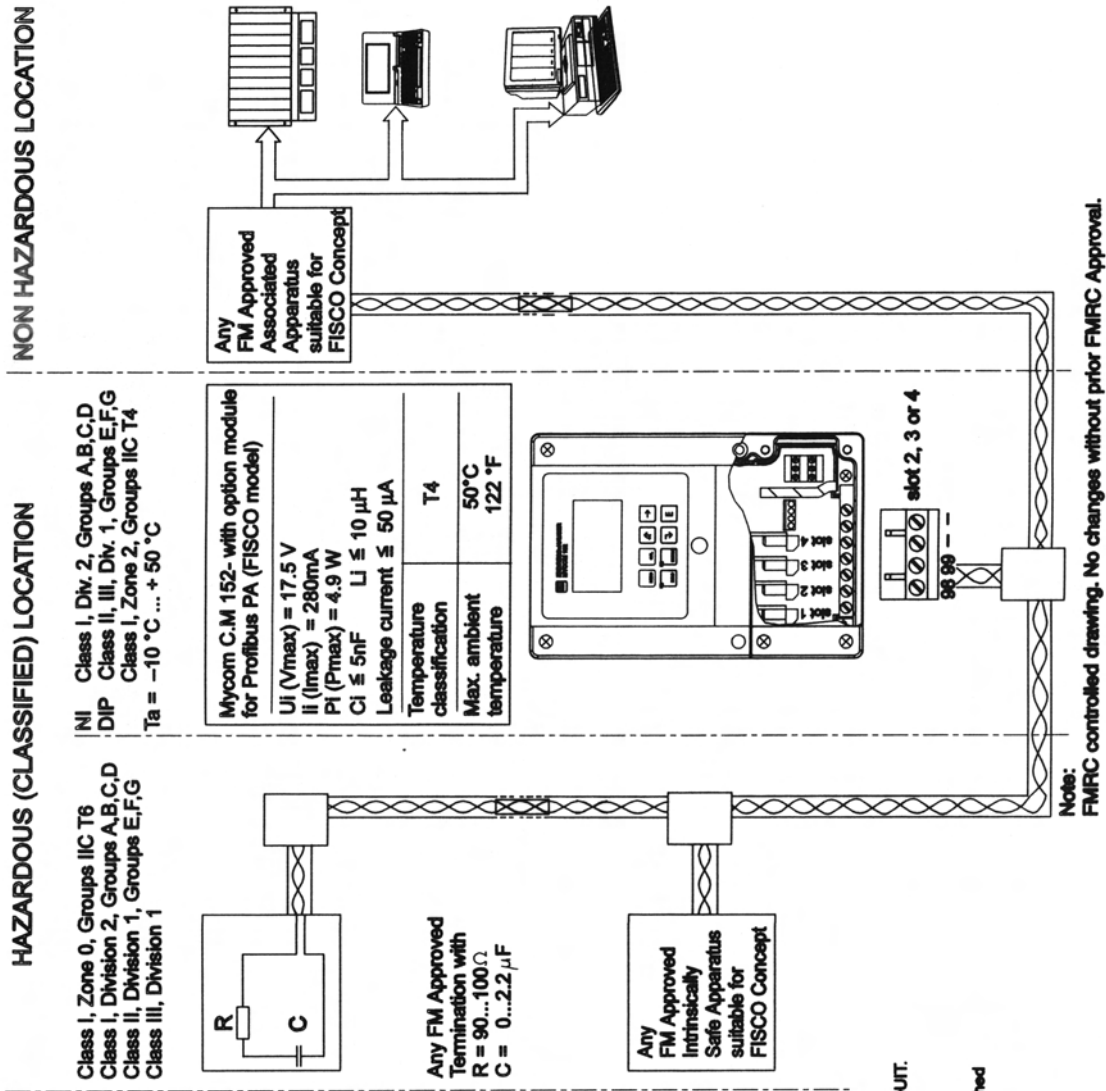 HAZARDOUS (CLASSIFIED) LOCATION
NON HAZARDOUS LOCATION
Class I, Zone 0, Groups IIC T6
Class I, Division 2, Groups A,B,C,D
Class II, Division 1, Groups E,F,G
Class III, Division 1
NI Class I, Div. 2, Groups A,B,C,D
DIP Class II, III, Div. 1, Groups E,F,G
Class I, Zone 2, Groups IIC T4
Ta = –10 °C ... + 50 °C
R
C
Any FM Approved
Termination with
R = 90...100Ω
C = 0...2.2 µF
Any
FM Approved
Intrinsically
Safe Apparatus
suitable for
FISCO Concept
Mycom C.M 152- with option module
for Profibus PA (FISCO model)
Ui (Vmax) = 17.5 V
Ii (Imax) = 280mA
Pi (Pmax) = 4.9 W
Ci ≦ 5nF Li ≦ 10 µH
Leakage current ≦ 50 µA
Temperature
classification
T4
Max. ambient
temperature
50°C
122 °F
slot 1
slot 2
slot 3
slot 4
slot 2, 3 or 4
98 99 – –
Any
FM Approved
Associated
Apparatus
suitable for
FISCO Concept
Note:
FMRC controlled drawing. No changes without prior FMRC Approval.